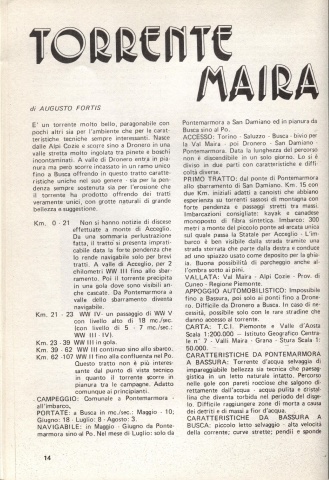 TORRENTE
MAIRA
di AUGUSTO FORTIS
E' un torrente molto bello, paragonabile con
pochi altri sia per l'ambiente che per le carat-
teristiche tecniche sempre interessanti. Nasce
dalle Alpi Cozie e scorre sino a Dronero in una
valle stretta molto ingolata tra pinete e boschi
incontaminati. A valle di Dronero entra in pia-
nura ma però scorre incassato in un ramo unico
fino a Busca offrendo in questo tratto caratte-
ristiche uniche nel suo genere - sia per la pen-
denza sempre sostenuta sia per l'erosione che
il torrente ha prodotto offrendo dei tratti
veramente unici, con grotte naturali di grande
bellezza a suggestione.
Km. 0 - 21 Non si hanno notizie di discese
effettuate a monte di Acceglio.
Da una sommaria perlustrazione
fatta, il tratto si presenta impratica-
bile data la forte pendenza che
lo rende navigabile solo per brevi
tratti. A valle di Acceglio, per 2
chilometri WW III fino allo sbar-
ramento. Poi il torrente precipita
in una gola dove sono visibili an-
che cascate. Da Pontemarmora a
valle dello sbarramento diventa
navigabile.
Km. 21 - 23 WW IV- un passaggio di WW V
con livello alto di 18 mc./sec.
(con livello di 5 - 7 mc./sec.:
WW III - IV).
Km. 23 - 39 WW III in gola.
Km. 39 - 62 WW III continuo sino allo sbarco.
Km. 62 - 107 WW II fino alla confluenza nel Po.
Questo tratto non è più interes-
sante dal punto di vista tecnico
in quanto il torrente scorre in
pianura tra le campagne. Adatto
comunque ai principianti.
CAMPEGGIO: Comunale a Pontemarmora -
all'imbarco.
PORTATE: a Busca in mc./sec.: Maggio - 10;
Giugno: 18 - Luglio: 8 - Agosto: 3.
NAVIGABILE: in Maggio - Giugno da Ponte-
marmora sino al Po. Nel mese di Luglio: solo da
Pontemarmora a San Damiano ed in pianura da
Busca sino al Po.
ACCESSO: Torino - Saluzzo - Busca - bivio per
la Val Maira - poi Dronero - San Damiano -
Pontemarmora. Data la lunghezza del percorso
non è discendibile in un solo giorno. Lo si è
diviso in due parti con caratteristiche e diffi-
coltà diverse.
PRIMO TRATTO: dal ponte di Pontemarmora
allo sbarramento di San Damiano. Km. 15 con
due Km. iniziali adatti a canoisti che abbiano
esperienza su torrenti vasosi di montagna con
forte pendenza e passaggi stretti tra massi.
Imbarcazioni consigliate: kayak e canadese
monoposto di fibra sintetica. Imbarco: 300
metri a monte del piccolo ponte ad arcata unica
sul quale passa la Statale per Acceglio - L'im-
barco è ben visibile dalla strada tramite una
strada sterrata che parte dalla destra e conduce
ad uno spiazzo usato come deposito per la ghia-
ia. Buona possibilità di parcheggio anche al-
l'ombra sotto ai pini.
VALLATA: Val Maira - Alpi Cozie - Prov. di
Cuneo - Regione Piemonte.
APPOGGIO AUTOMOBILISTICO: Impossibile
fino a Bassura, poi solo ai ponti fino a Drone-
ro. Difficile da Dronero a Busca. In caso di ne-
cessità, possibile solo con le rare stradine che
danno accesso al torrente.
CARTA: T.C.I. Piemonte e Valle d'Aosta
Scala 1:200.000 - Istituto Geografico Centra-
le n° 7 - Valli Maira - Grana - Stura Scala 1:
50.000. -
CARATTERISTICHE DA PONTEMARMORA
A BASSURA: Torrente d'acqua selvaggio di
impareggiabile bellezza sia tecnica che paesag-
gistica in un letto naturale intatto. Percorso
nelle gole con pareti rocciose che salgono di-
rettamente dall'acqua - acqua pulita e cristal-
lina che diventa torbida nel periodo del disge-
lo. Difficile raggiungere zona di morta a causa
dei detriti e di massi a fior d'acqua.
CARATTERISTICHE DA BASSURA A
BUSCA: piccolo letto selvaggio - alta velocità
della corrente; curve strette; pendii e sponde
14